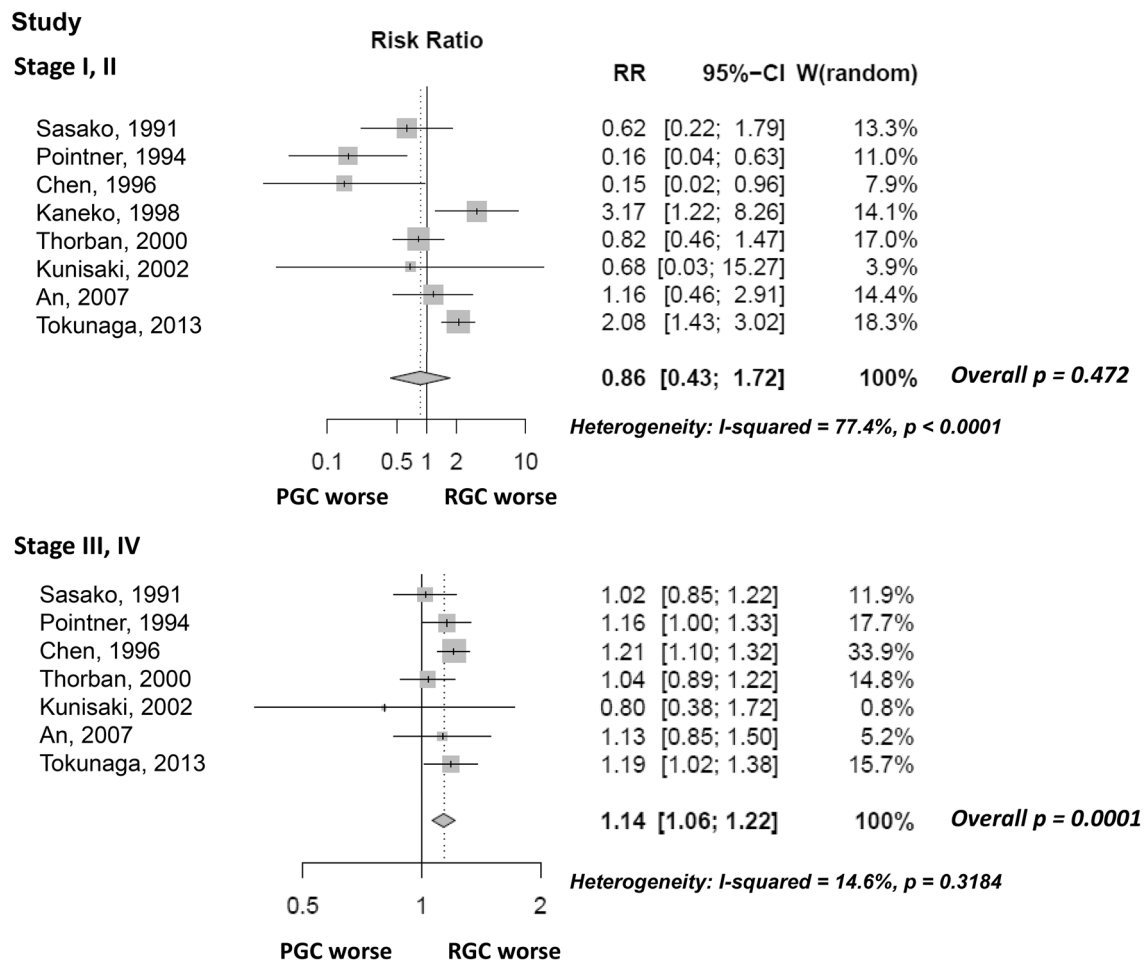 Study
Risk Ratio
Stage I, II
RR 95%−CI W(random)
Sasako, 1991 0.62 [0.22; 1.79] 13.3%
Pointner, 1994 0.16 [0.04; 0.63] 11.0%
Chen, 1996 0.15 [0.02; 0.96] 7.9%
Kaneko, 1998 3.17 [1.22; 8.26] 14.1%
Thorban, 2000 0.82 [0.46; 1.47] 17.0%
Kunisaki, 2002 0.68 [0.03; 15.27] 3.9%
An, 2007 1.16 [0.46; 2.91] 14.4%
Tokunaga, 2013 2.08 [1.43; 3.02] 18.3%
0.86 [0.43; 1.72] 100% Overall p = 0.472
Heterogeneity: I-squared = 77.4%, p < 0.0001
0.1 0.5 1 2 10
PGC worse RGC worse
Stage III, IV
Sasako, 1991 1.02 [0.85; 1.22] 11.9%
Pointner, 1994 1.16 [1.00; 1.33] 17.7%
Chen, 1996 1.21 [1.10; 1.32] 33.9%
Thorban, 2000 1.04 [0.89; 1.22] 14.8%
Kunisaki, 2002 0.80 [0.38; 1.72] 0.8%
An, 2007 1.13 [0.85; 1.50] 5.2%
Tokunaga, 2013 1.19 [1.02; 1.38] 15.7%
1.14 [1.06; 1.22] 100% Overall p = 0.0001
Heterogeneity: I-squared = 14.6%, p = 0.3184
0.5 1 2
PGC worse RGC worse